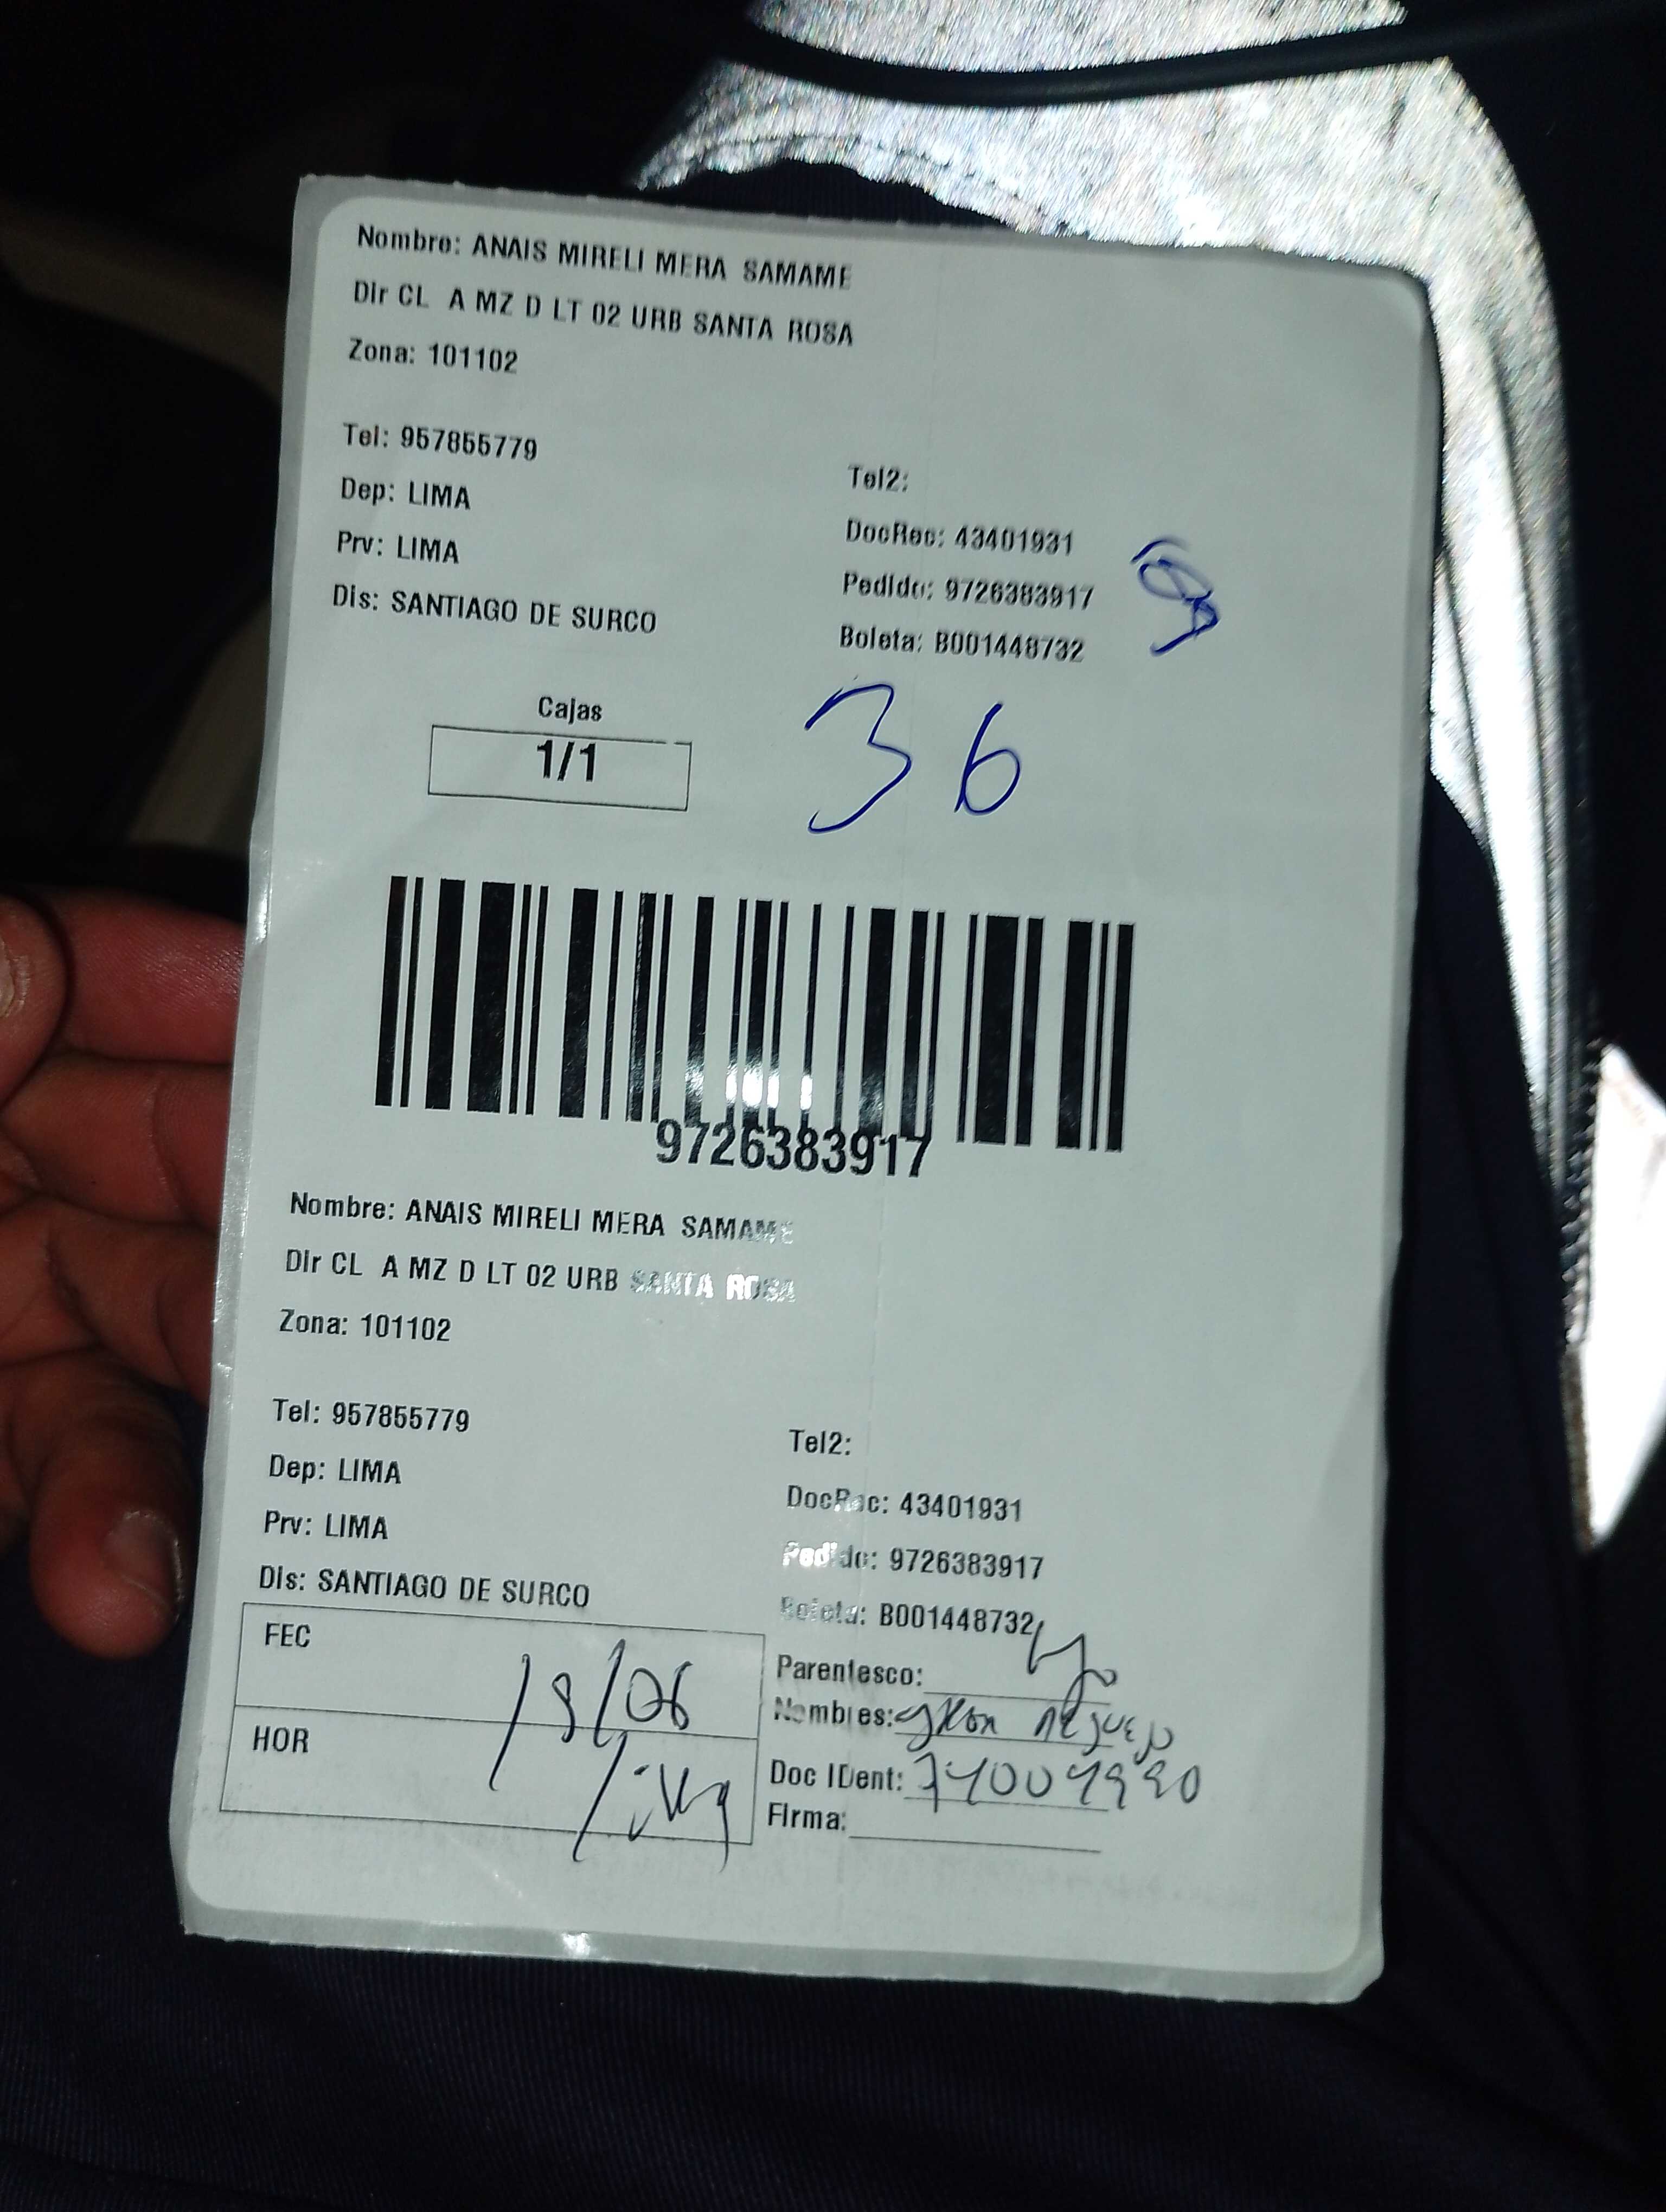 Nombre: ANAIS MIRELI MERA SAMAME
Dir CL A MZ D LT 02 URB SANTA ROSA
Zona: 101102
Tel: 957855779
Tel2:
Dep: LIMA
DocRec: 43401931
Prv: LIMA
Pedido: 9726383917
Dis: SANTIAGO DE SURCO
Boleta: B001448732
Cajas
1/1
36
9726383917
Nombre: ANAIS MIRELI MERA SAMAME
Dir CL A MZ D LT 02 URB SANTA ROSA
Zona: 101102
Tel: 957855779
Tel2:
Dep: LIMA
DocRec: 43401931
Prv: LIMA
Pedido: 9726383917
Dis: SANTIAGO DE SURCO
Boleta: B001448732
FEC
Parentesco:
Nombres:
HOR
Doc IDent:
Firma: